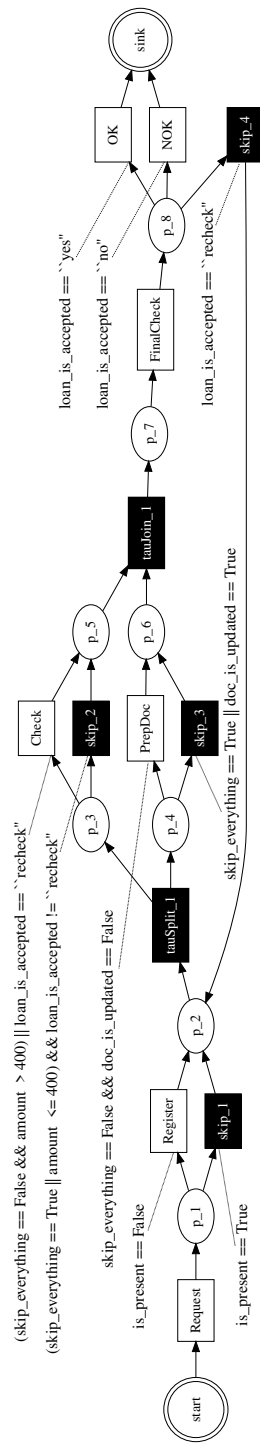 (skip_everything == False && amount > 400) || loan_is_accepted == ``recheck"
(skip_everything == True || amount <= 400) && loan_is_accepted != ``recheck"
skip_everything == False && doc_is_updated == False
is_present == False
is_present == True
start
Request
p_1
Register
skip_1
p_2
tauSplit_1
p_3
p_4
Check
skip_2
PrepDoc
skip_3
skip_everything == True || doc_is_updated == True
p_5
p_6
tauJoin_1
p_7
FinalCheck
p_8
loan_is_accepted == ``yes"
loan_is_accepted == ``no"
loan_is_accepted == ``recheck"
OK
NOK
skip_4
sink